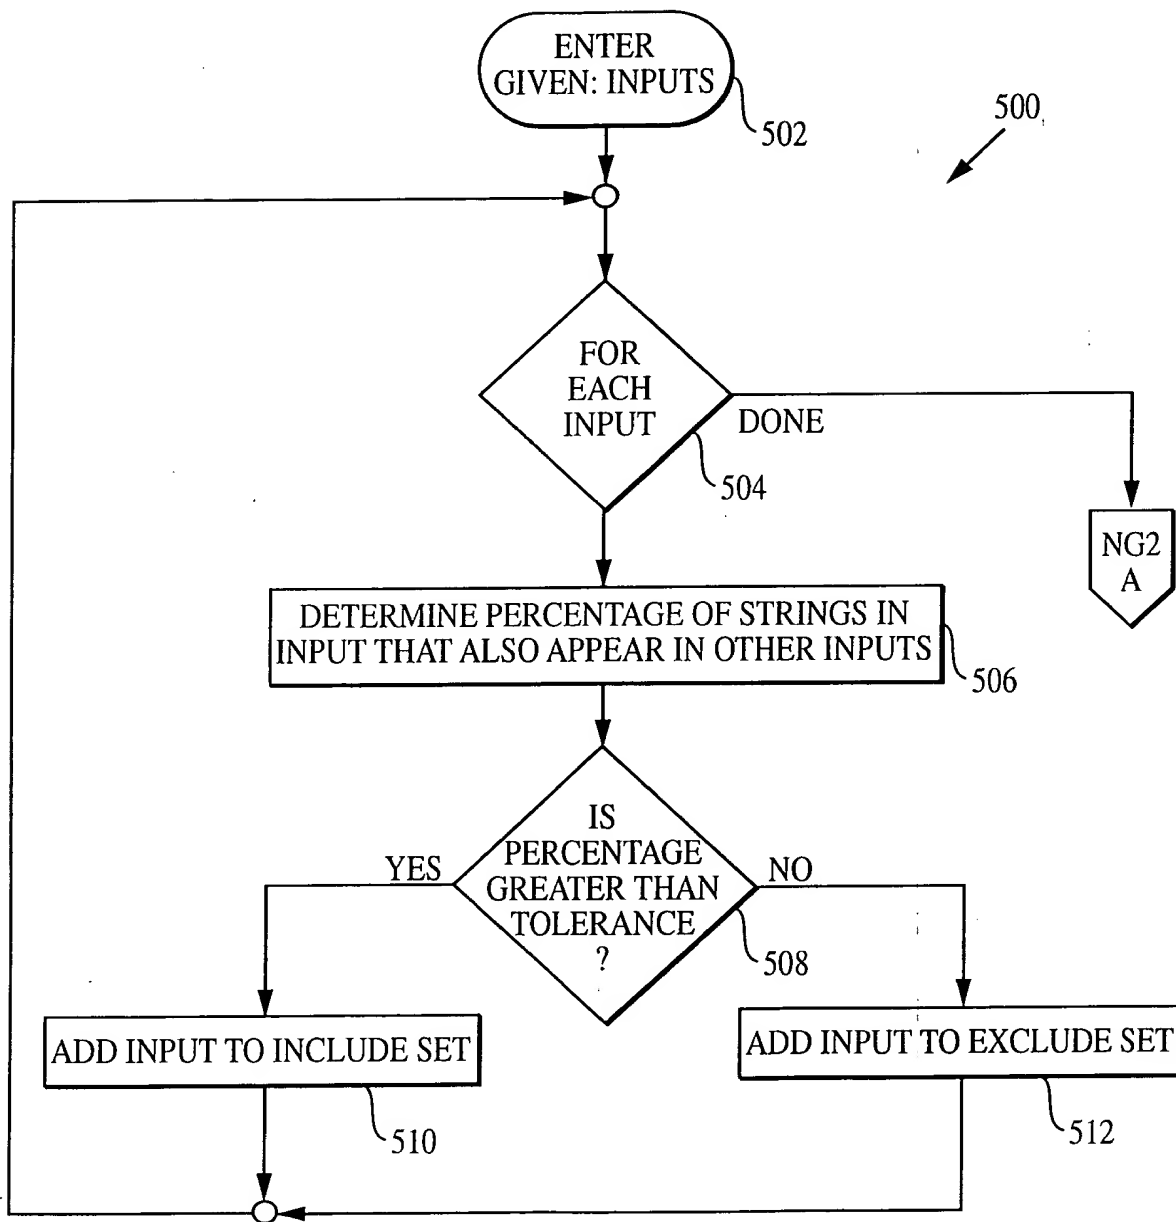 ENTER
GIVEN: INPUTS
502
500
FOR
EACH
INPUT
DONE
504
NG2
A
DETERMINE PERCENTAGE OF STRINGS IN
INPUT THAT ALSO APPEAR IN OTHER INPUTS
506
IS
PERCENTAGE
GREATER THAN
TOLERANCE
?
YES
NO
508
ADD INPUT TO INCLUDE SET
510
ADD INPUT TO EXCLUDE SET
512